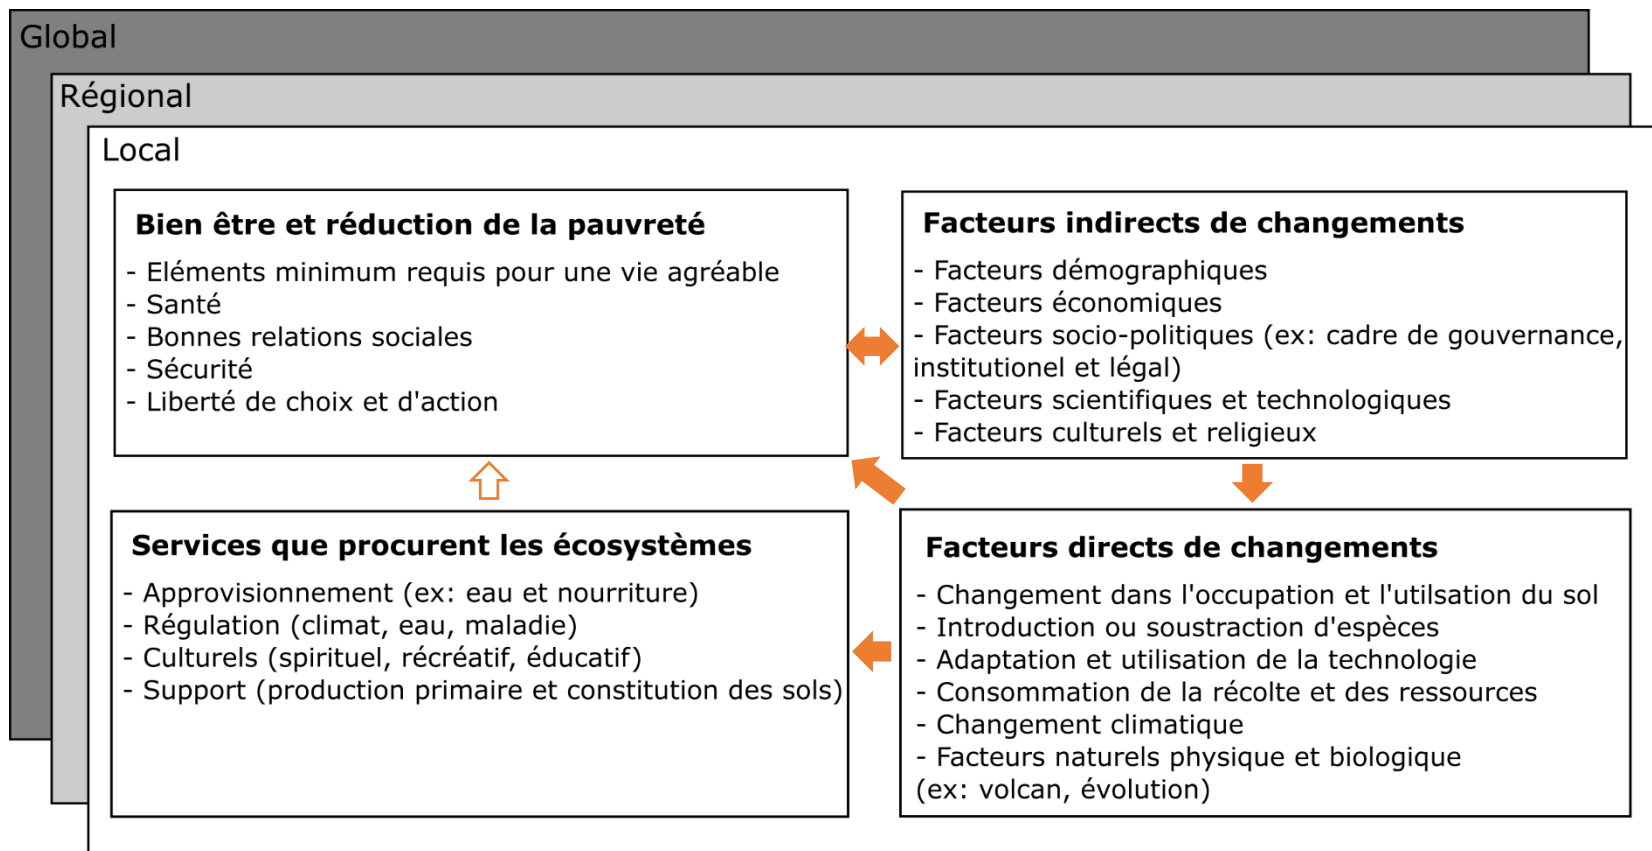 Global
Régional
Local
Bien être et réduction de la pauvreté
- Eléments minimum requis pour une vie agréable
- Santé
- Bonnes relations sociales
- Sécurité
- Liberté de choix et d'action
Facteurs indirects de changements
- Facteurs démographiques
- Facteurs économiques
- Facteurs socio-politiques (ex: cadre de gouvernance,
institutionel et légal)
- Facteurs scientifiques et technologiques
- Facteurs culturels et religieux
Services que procurent les écosystèmes
- Approvisionnement (ex: eau et nourriture)
- Régulation (climat, eau, maladie)
- Culturels (spirituel, récréatif, éducatif)
- Support (production primaire et constitution des sols)
Facteurs directs de changements
- Changement dans l'occupation et l'utilsation du sol
- Introduction ou soustraction d'espèces
- Adaptation et utilisation de la technologie
- Consommation de la récolte et des ressources
- Changement climatique
- Facteurs naturels physique et biologique
(ex: volcan, évolution)